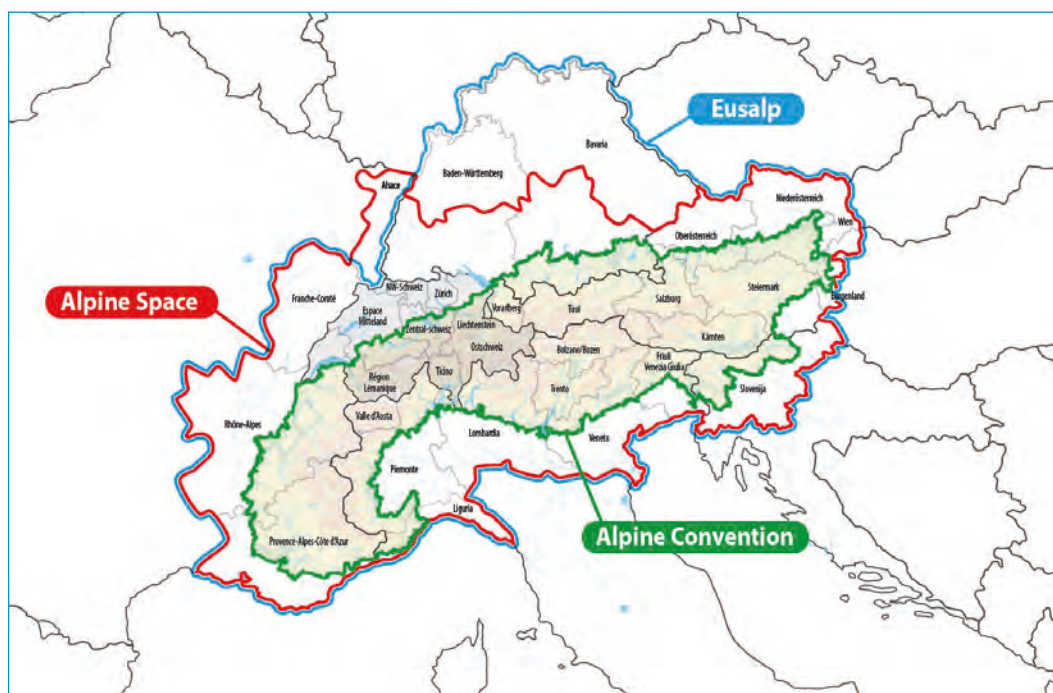 Eusalp
Bavaria
Baden-Württemberg
Alsace
Niederösterreich
Wien
Oberösterreich
Alpine Space
Franche-Comté
NW-Schweiz
Zürich
Espace
Mitteland
Zentral-schweiz
Liechtenstein
Vorarlberg
Tirol
Salzburg
Steiermark
Burgenland
Ostschweiz
Kärnten
Bolzano/Bozen
Région
Lémanique
Ticino
Trento
Friuli
Venezia Giulia
Slovenija
Valle d'Aosta
Rhône-Alpes
Lombardia
Veneto
Piemonte
Liguria
Provence-Alpes-Côte d'Azur
Alpine Convention